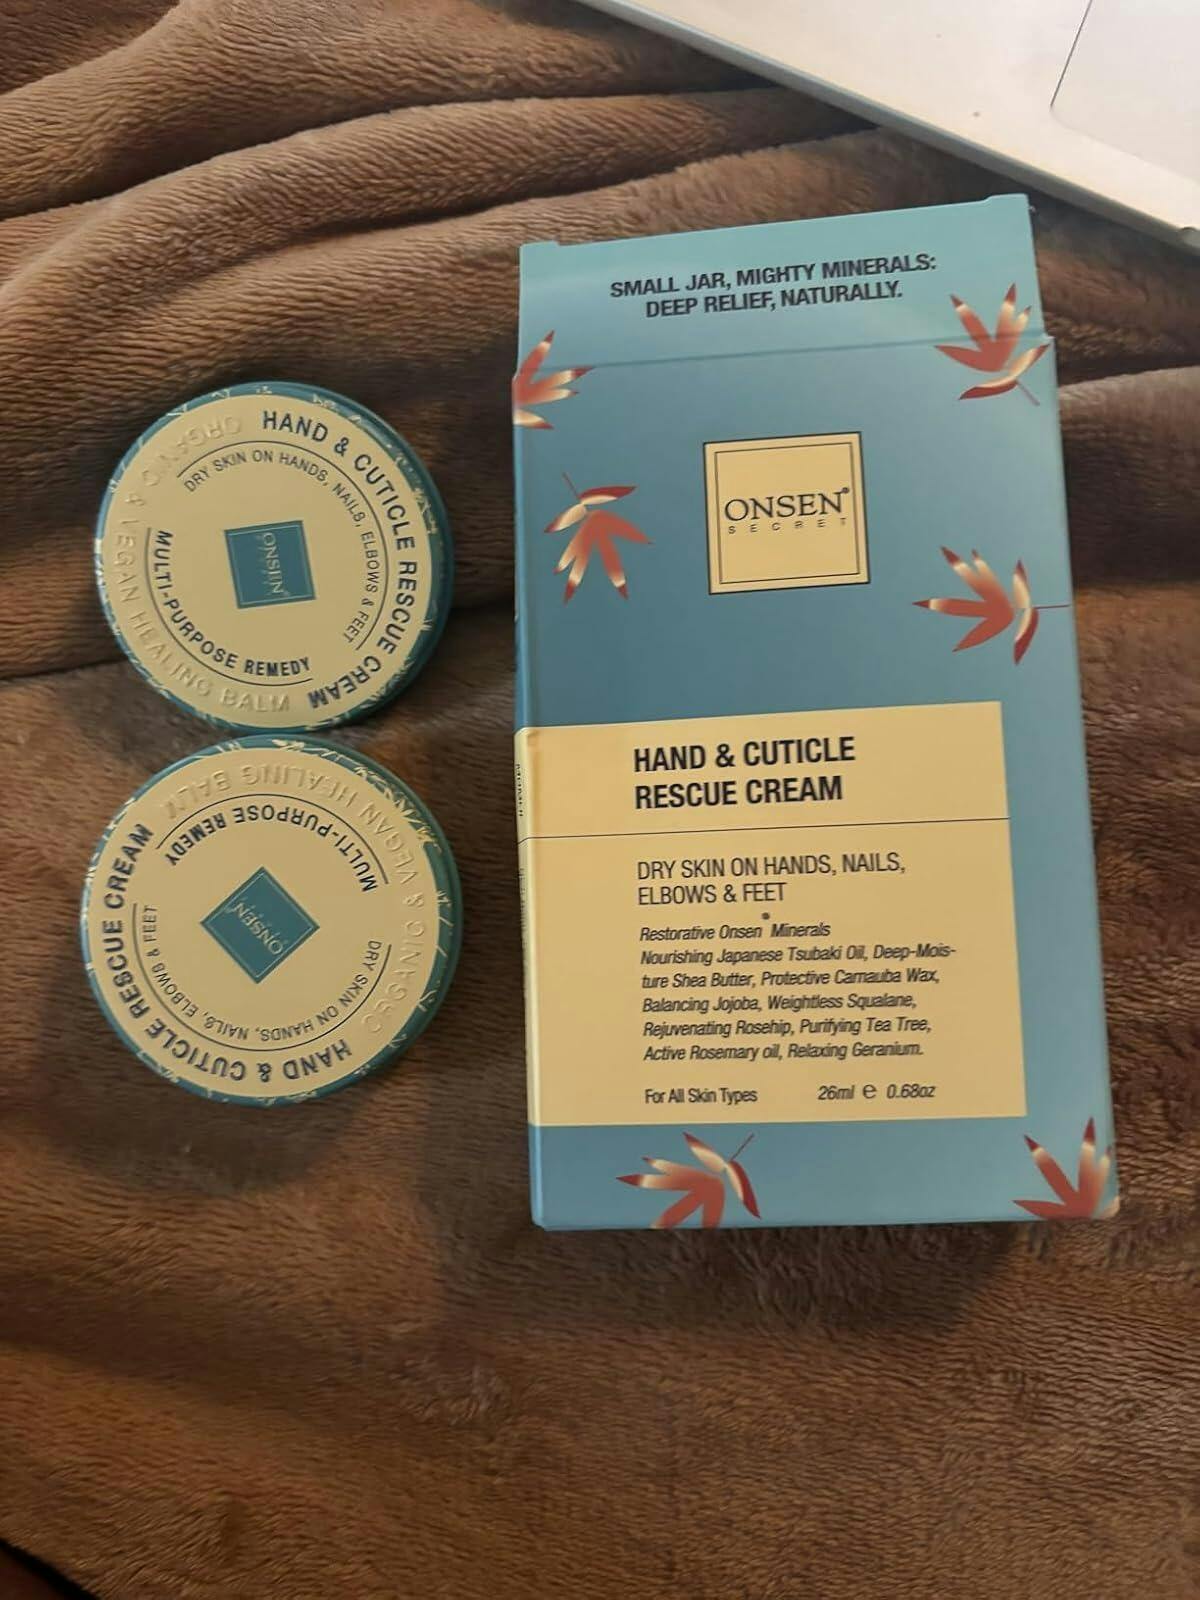 SMALL JAR, MIGHTY MINERALS:
DEEP RELIEF, NATURALLY.
ONSEN®
SECRET
HAND & CUTICLE
RESCUE CREAM
DRY SKIN ON HANDS, NAILS,
ELBOWS & FEET
Restorative Onsen® Minerals
Nourishing Japanese Tsubaki Oil, Deep-Mois-
ture Shea Butter, Protective Carnauba Wax,
Balancing Jojoba, Weightless Squalane,
Rejuvenating Rosehip, Purifying Tea Tree,
Active Rosemary oil, Relaxing Geranium.
For All Skin Types 26ml e 0.68oz
HAND & CUTICLE RESCUE CREAM
ORGANIC & VEGAN HEALING BALM
DRY SKIN ON HANDS, NAILS, ELBOWS & FEET
MULTI-PURPOSE REMEDY
ONSEN®
HAND & CUTICLE RESCUE CREAM
ORGANIC & VEGAN HEALING BALM
DRY SKIN ON HANDS, NAILS, ELBOWS & FEET
MULTI-PURPOSE REMEDY
ONSEN®